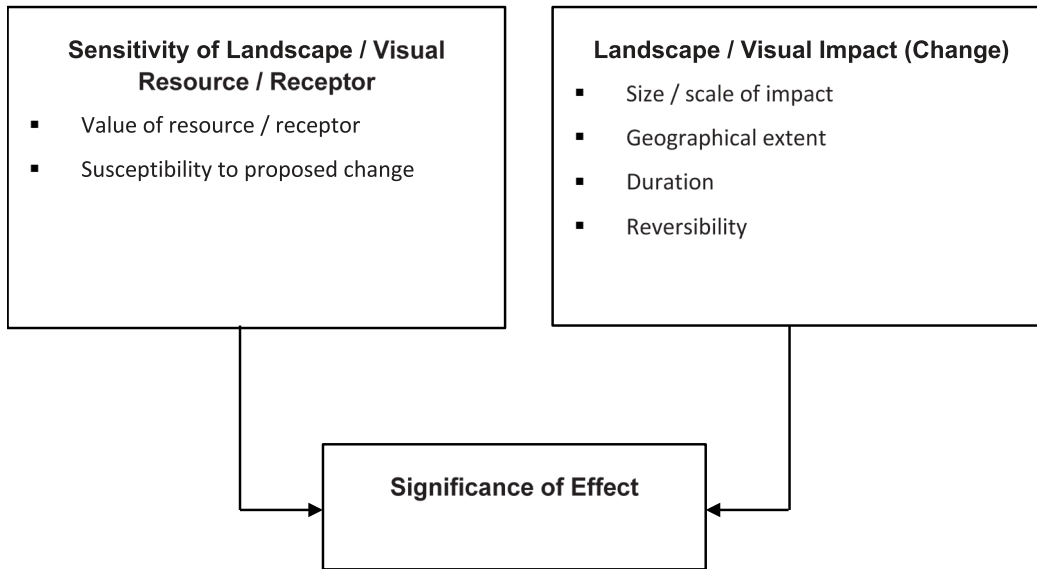 Sensitivity of Landscape / Visual
Resource / Receptor
▪ Value of resource / receptor
▪ Susceptibility to proposed change
Landscape / Visual Impact (Change)
▪ Size / scale of impact
▪ Geographical extent
▪ Duration
▪ Reversibility
Significance of Effect